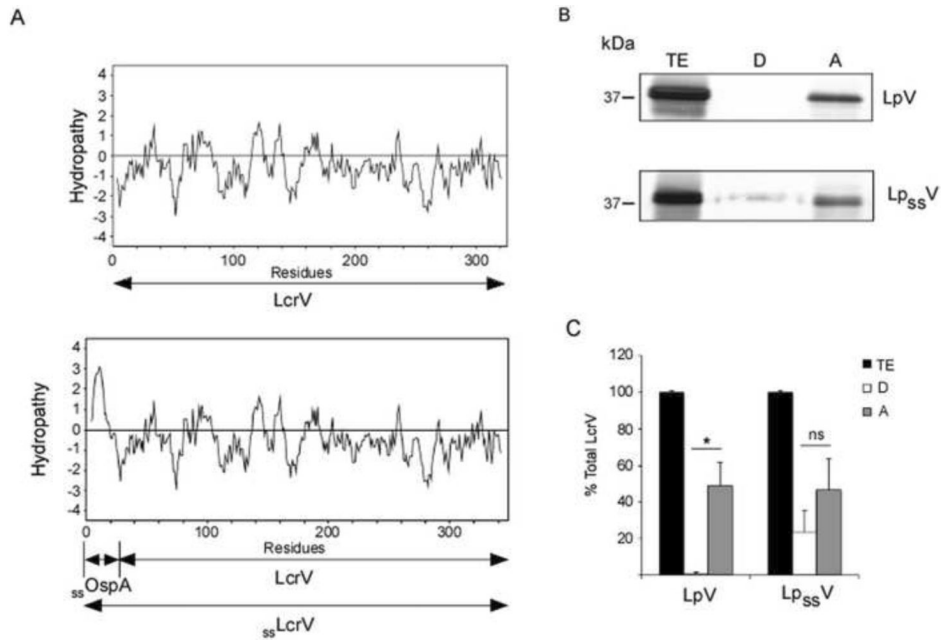 A
Hydropathy
4
3
2
1
0
-1
-2
-3
-4
0 100 200 300
Residues
LcrV
Hydropathy
4
3
2
1
0
-1
-2
-3
-4
0 100 200 300
Residues
ssOspA
LcrV
ssLcrV
B
kDa
TE D A
37
LpV
37
LpssV
C
% Total LcrV
120
100
80
60
40
20
*
ns
TE
D
A
LpV LpssV